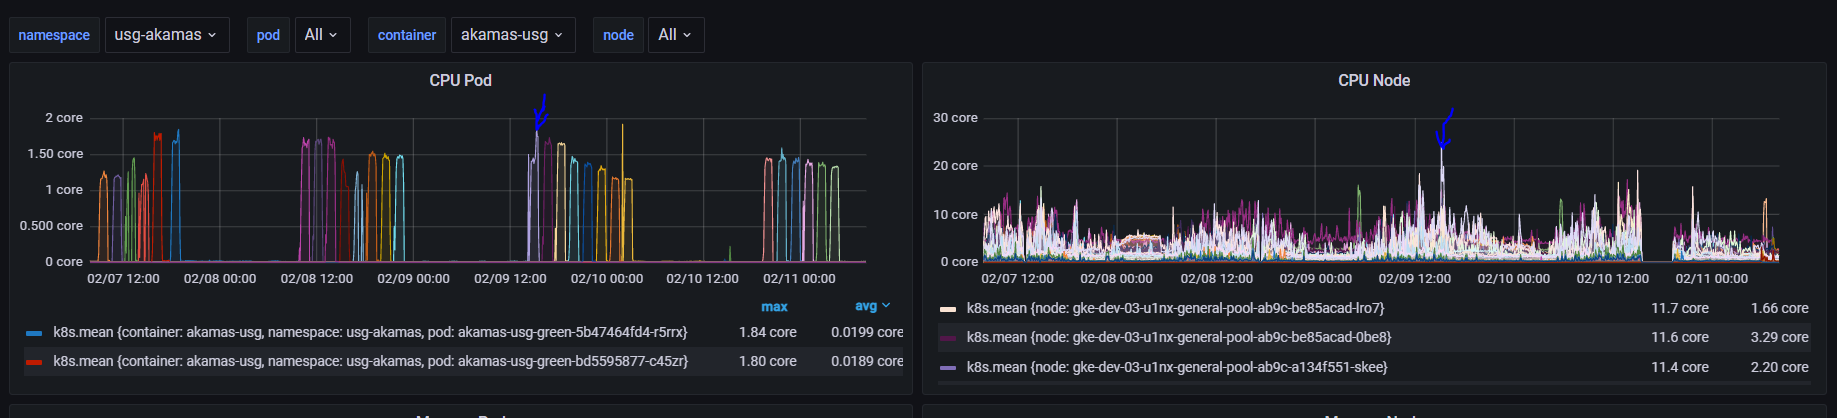 namespace usg-akamas pod All container akamas-usg node All
CPU Pod
2 core
1.50 core
1 core
0.500 core
0 core
02/07 12:00 02/08 00:00 02/08 12:00 02/09 00:00 02/09 12:00 02/10 00:00 02/10 12:00 02/11 00:00
max avg
k8s.mean {container: akamas-usg, namespace: usg-akamas, pod: akamas-usg-green-5b47464fd4-r5rrx} 1.84 core 0.0199 core
k8s.mean {container: akamas-usg, namespace: usg-akamas, pod: akamas-usg-green-bd5595877-c45zr} 1.80 core 0.0189 core
CPU Node
30 core
20 core
10 core
0 core
02/07 12:00 02/08 00:00 02/08 12:00 02/09 00:00 02/09 12:00 02/10 00:00 02/10 12:00 02/11 00:00
k8s.mean {node: gke-dev-03-u1nx-general-pool-ab9c-be85acad-lro7} 11.7 core 1.66 core
k8s.mean {node: gke-dev-03-u1nx-general-pool-ab9c-be85acad-0be8} 11.6 core 3.29 core
k8s.mean {node: gke-dev-03-u1nx-general-pool-ab9c-a134f551-skee} 11.4 core 2.20 core